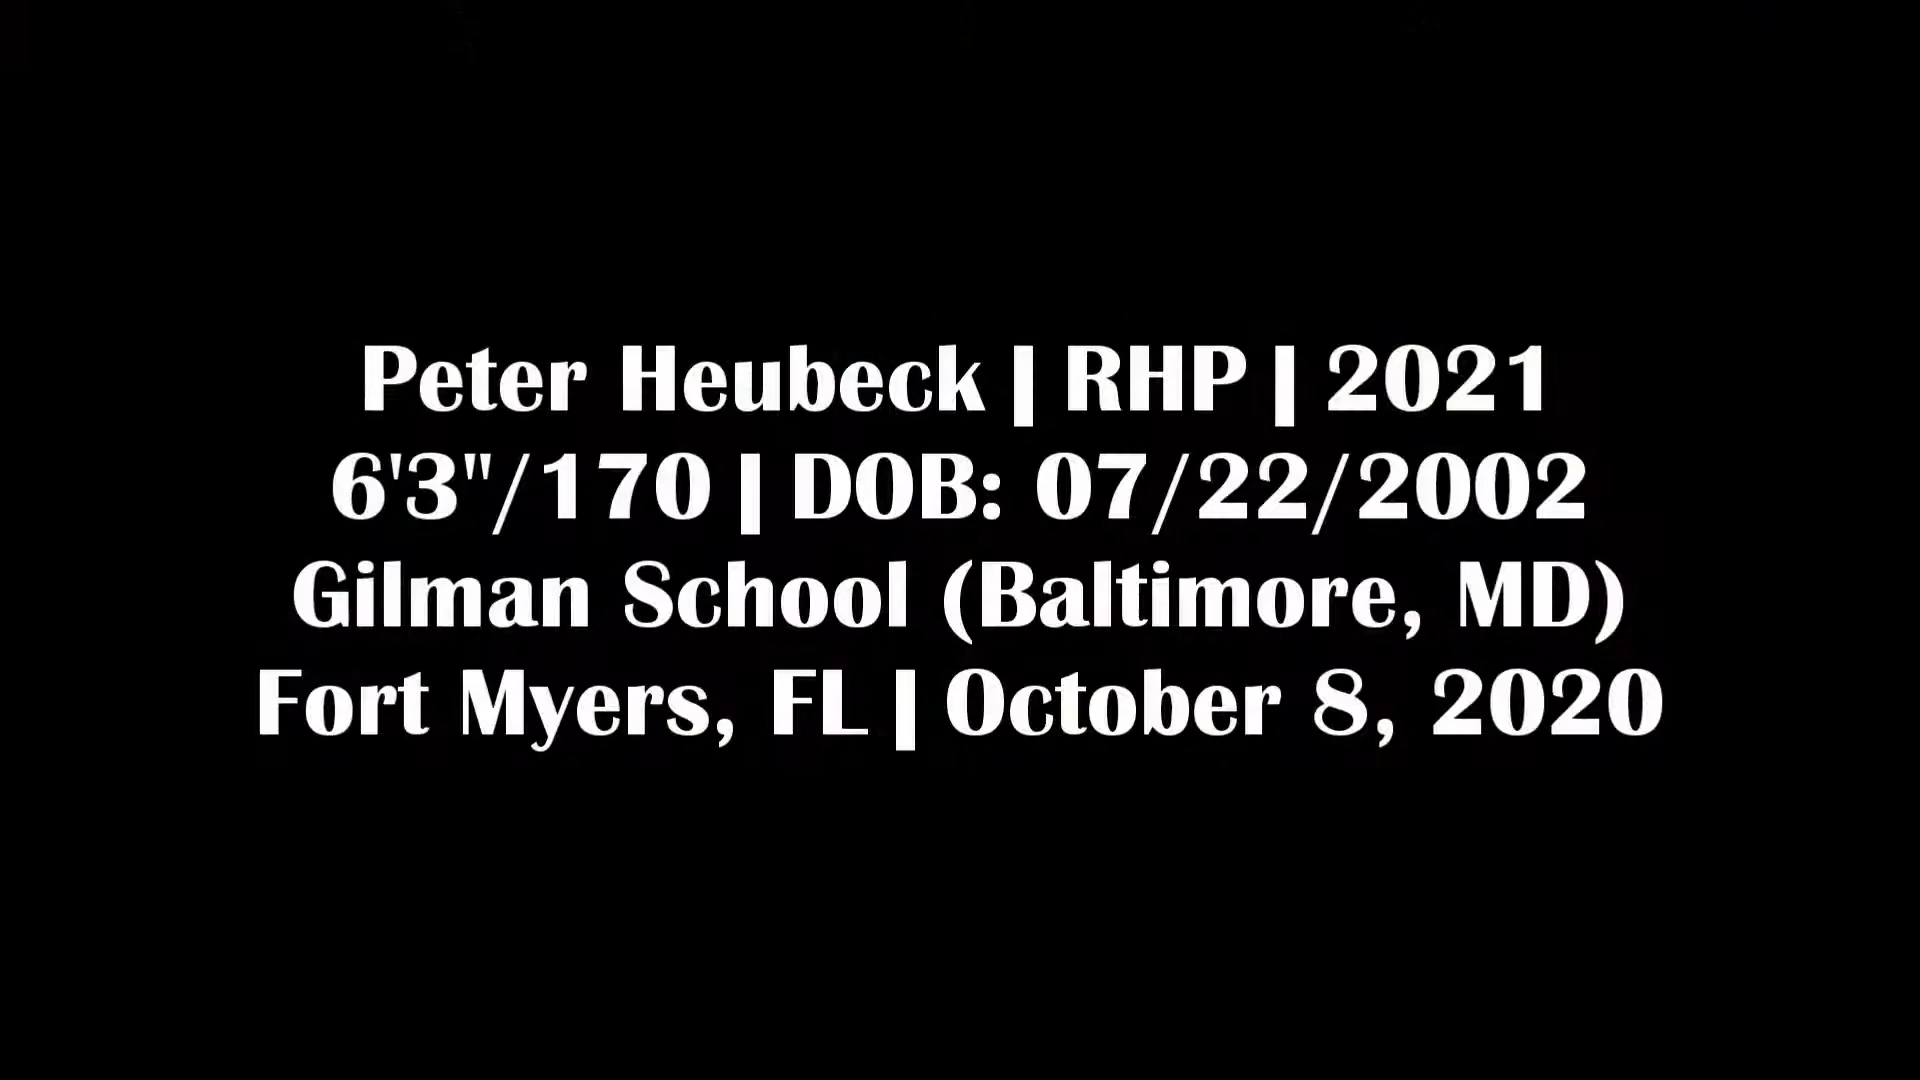 Peter Heubeck | RHP | 2021
6'3"/170 | DOB: 07/22/2002
Gilman School (Baltimore, MD)
Fort Myers, FL | October 8, 2020